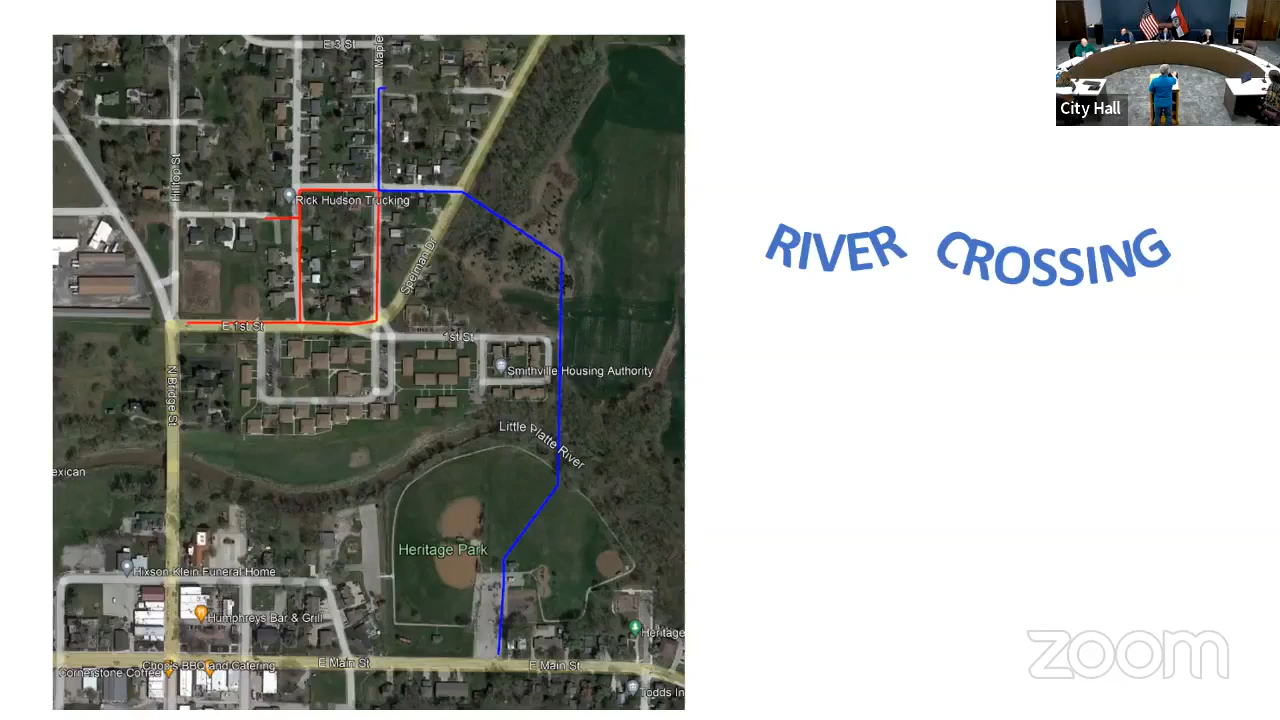 E 3 St
Maple
City Hall
Hilltop St
Rick Hudson Trucking
RIVER CROSSING
Spelman Dr
E 1st St
1st St
Smithville Housing Authority
N Bridge St
Little Platte River
exican
Heritage Park
Hixson-Klein Funeral Home
Humphreys Bar & Grill
Heritage
zoom
E Main St
E Main St
Chop's BBQ and Catering
Cornerstone Coffee
Todds In